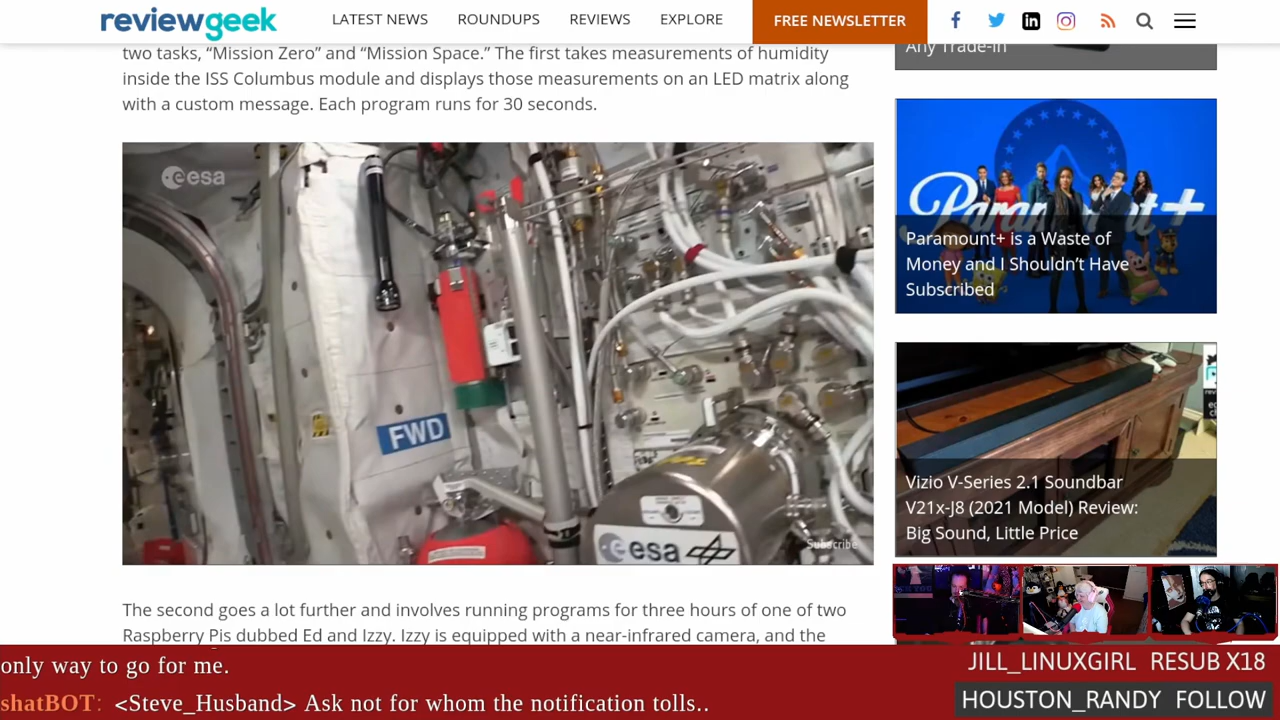 reviewgeek
LATEST NEWS ROUNDUPS REVIEWS EXPLORE FREE NEWSLETTER
two tasks, “Mission Zero” and “Mission Space.” The first takes measurements of humidity
inside the ISS Columbus module and displays those measurements on an LED matrix along
with a custom message. Each program runs for 30 seconds.
esa
FWD
esa
Subscribe
The second goes a lot further and involves running programs for three hours of one of two
Raspberry Pis dubbed Ed and Izzy. Izzy is equipped with a near-infrared camera, and the
Any Trade-in
Paramount+
Paramount+ is a Waste of
Money and I Shouldn’t Have
Subscribed
Vizio V-Series 2.1 Soundbar
V21x-J8 (2021 Model) Review:
Big Sound, Little Price
only way to go for me.
shatBOT: <Steve_Husband> Ask not for whom the notification tolls..
JILL_LINUXGIRL RESUB X18
HOUSTON_RANDY FOLLOW